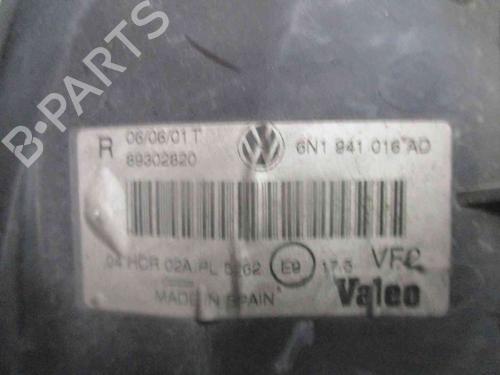 B-PARTS
R 06/06/01 T 6N1 941 016 AD
89302820
04 HCR 02A PL 5262 E9 17.5 VFC
MADE IN SPAIN Valeo
B-PARTS